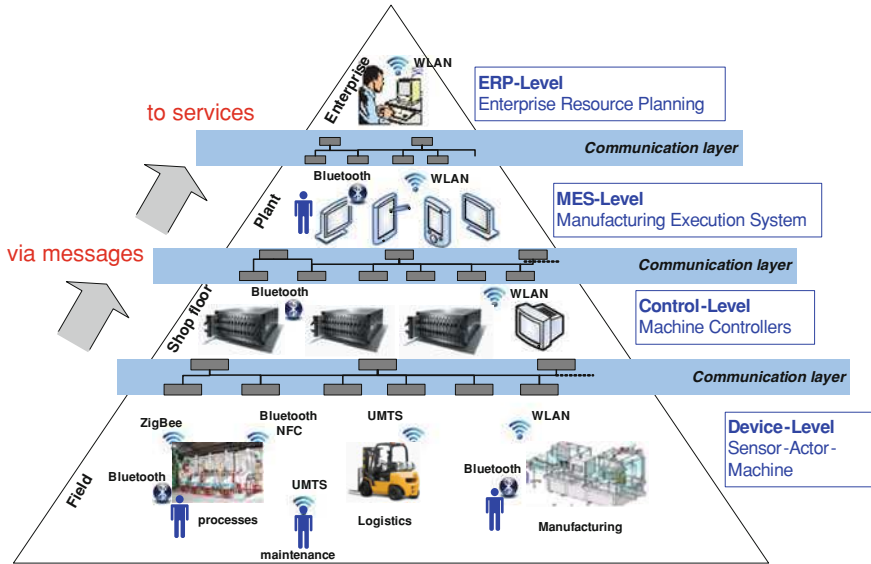 Enterprise
WLAN
ERP-Level
Enterprise Resource Planning
to services
Communication layer
Plant
Bluetooth
WLAN
MES-Level
Manufacturing Execution System
via messages
Communication layer
Shop floor
Bluetooth
WLAN
Control-Level
Machine Controllers
Communication layer
Field
ZigBee
Bluetooth
NFC
UMTS
WLAN
Device-Level
Sensor-Actor-
Machine
Bluetooth
processes
UMTS
maintenance
Logistics
Bluetooth
Manufacturing